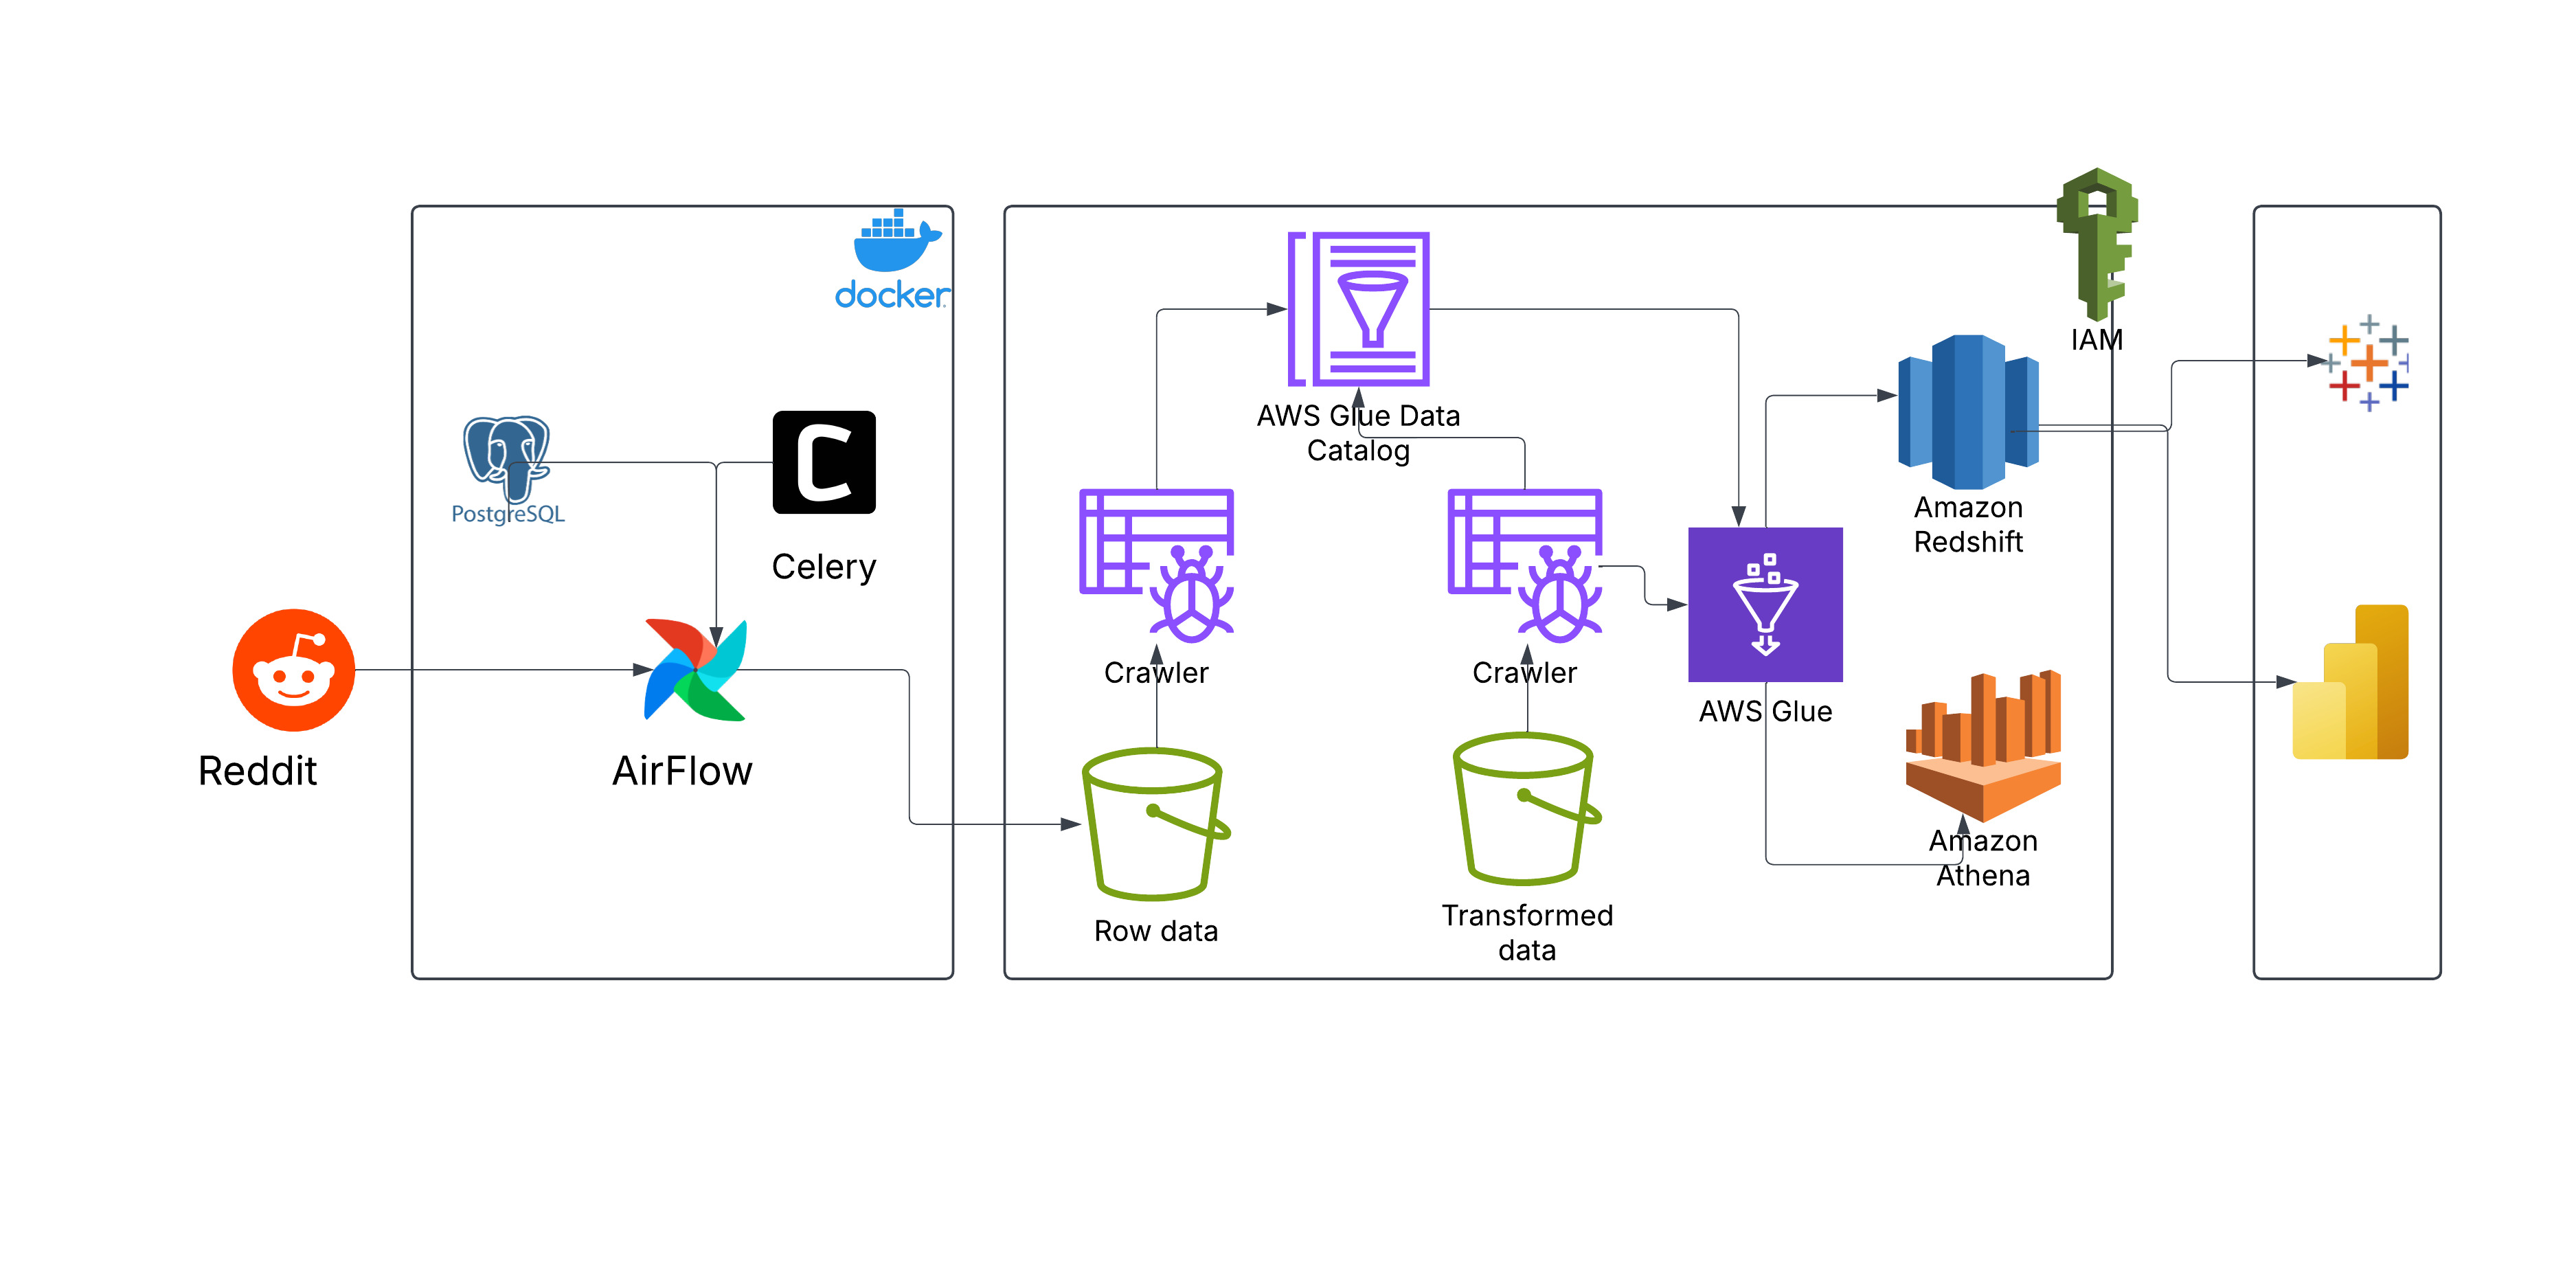 docker
IAM
AWS Glue Data
Catalog
PostgreSQL
C
Celery
Amazon
Redshift
Crawler
Crawler
AWS Glue
Reddit
AirFlow
Amazon
Athena
Row data
Transformed
data